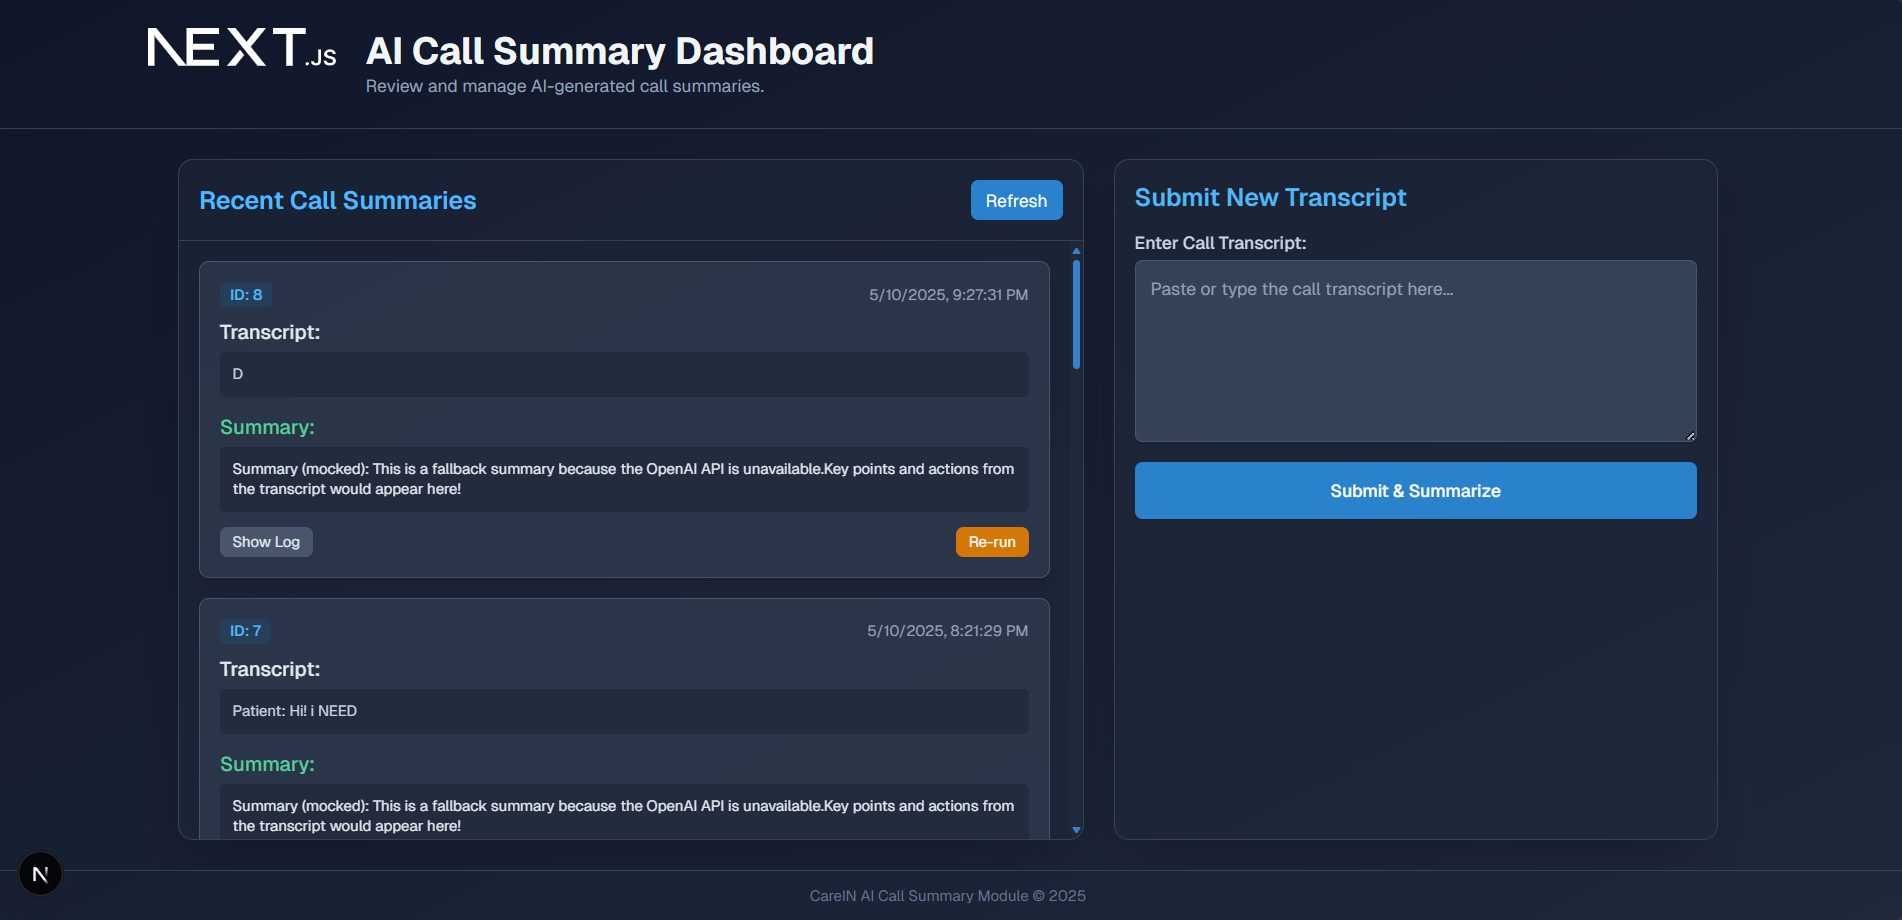 NEXT.JS
AI Call Summary Dashboard
Review and manage AI-generated call summaries.
Recent Call Summaries
Refresh
ID: 8
5/10/2025, 9:27:31 PM
Transcript:
D
Summary:
Summary (mocked): This is a fallback summary because the OpenAI API is unavailable.Key points and actions from
the transcript would appear here!
Show Log
Re-run
ID: 7
5/10/2025, 8:21:29 PM
Transcript:
Patient: Hi! i NEED
Summary:
Summary (mocked): This is a fallback summary because the OpenAI API is unavailable.Key points and actions from
the transcript would appear here!
Submit New Transcript
Enter Call Transcript:
Paste or type the call transcript here...
Submit & Summarize
N
CareIN AI Call Summary Module © 2025